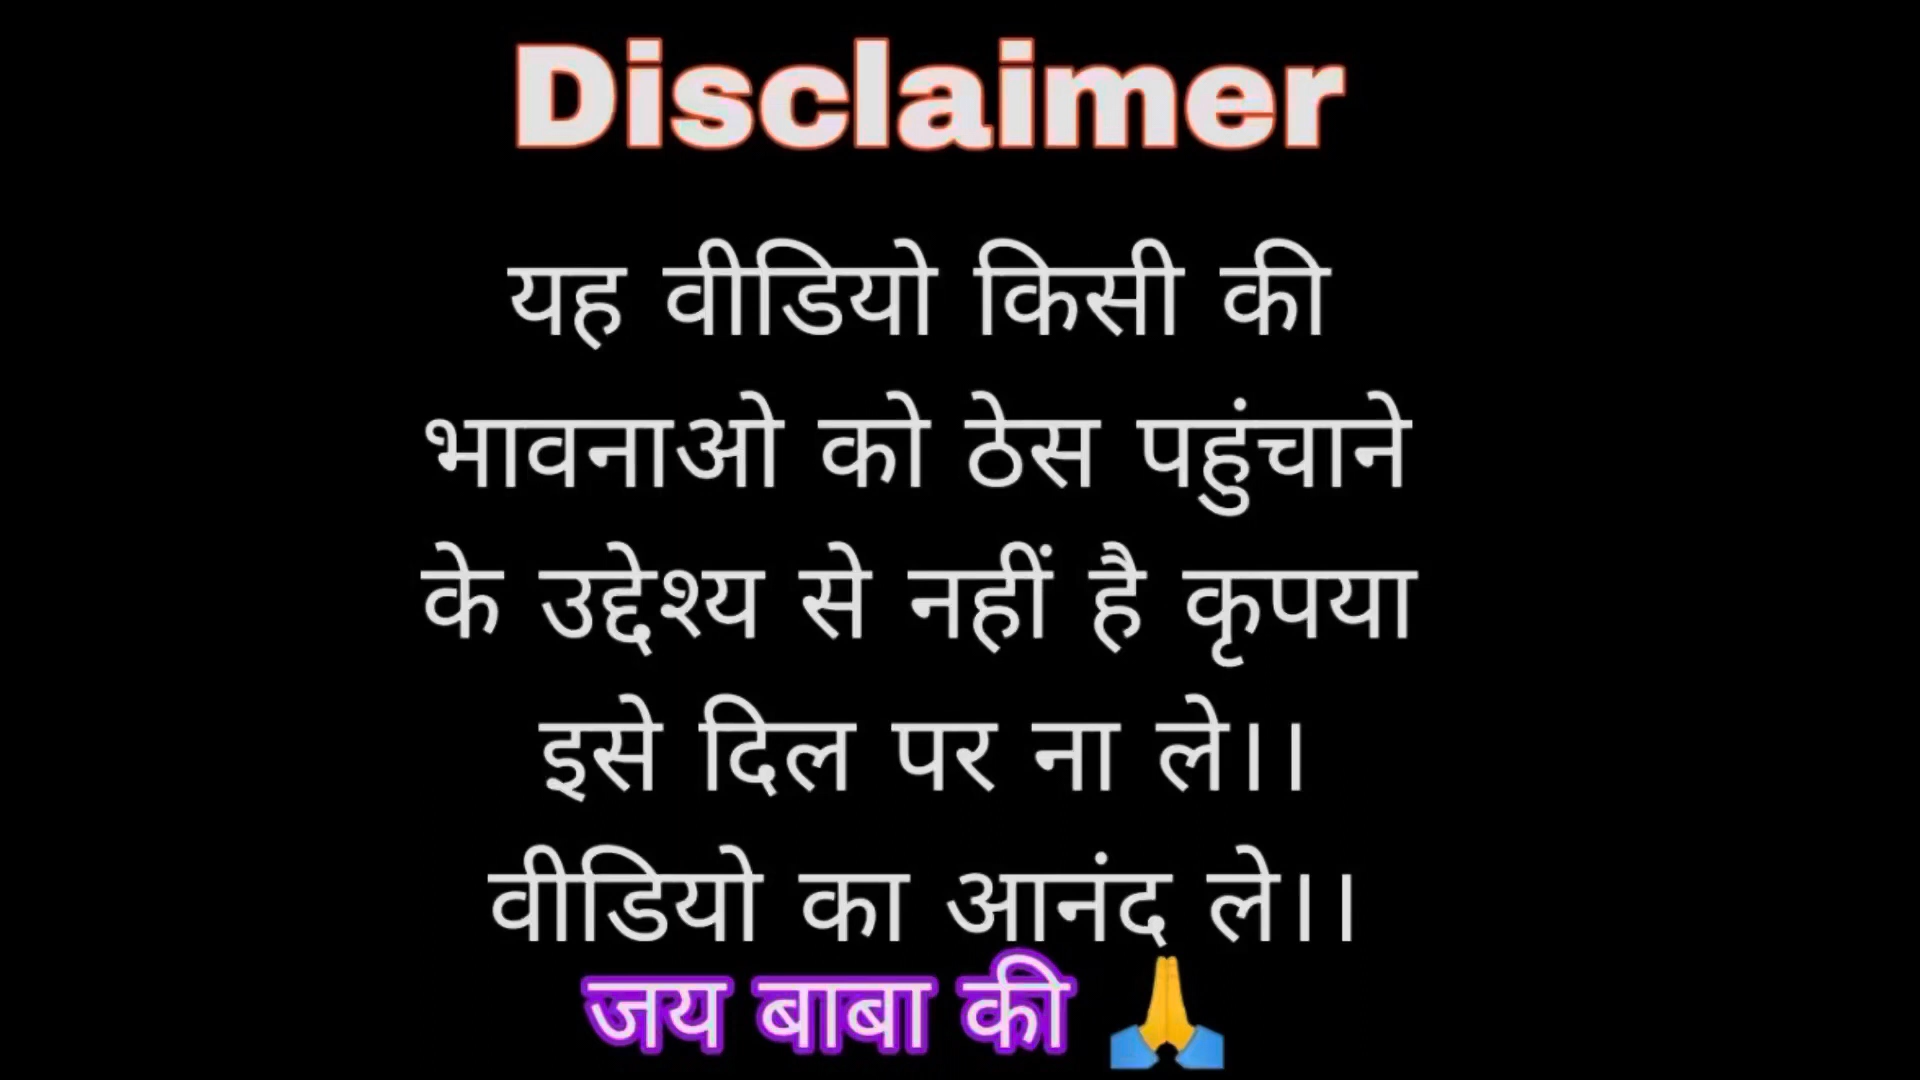 Disclaimer
यह वीडियो किसी की
भावनाओ को ठेस पहुंचाने
के उद्देश्य से नहीं है कृपया
इसे दिल पर ना ले।।
वीडियो का आनंद ले।।
जय बाबा की 🙏